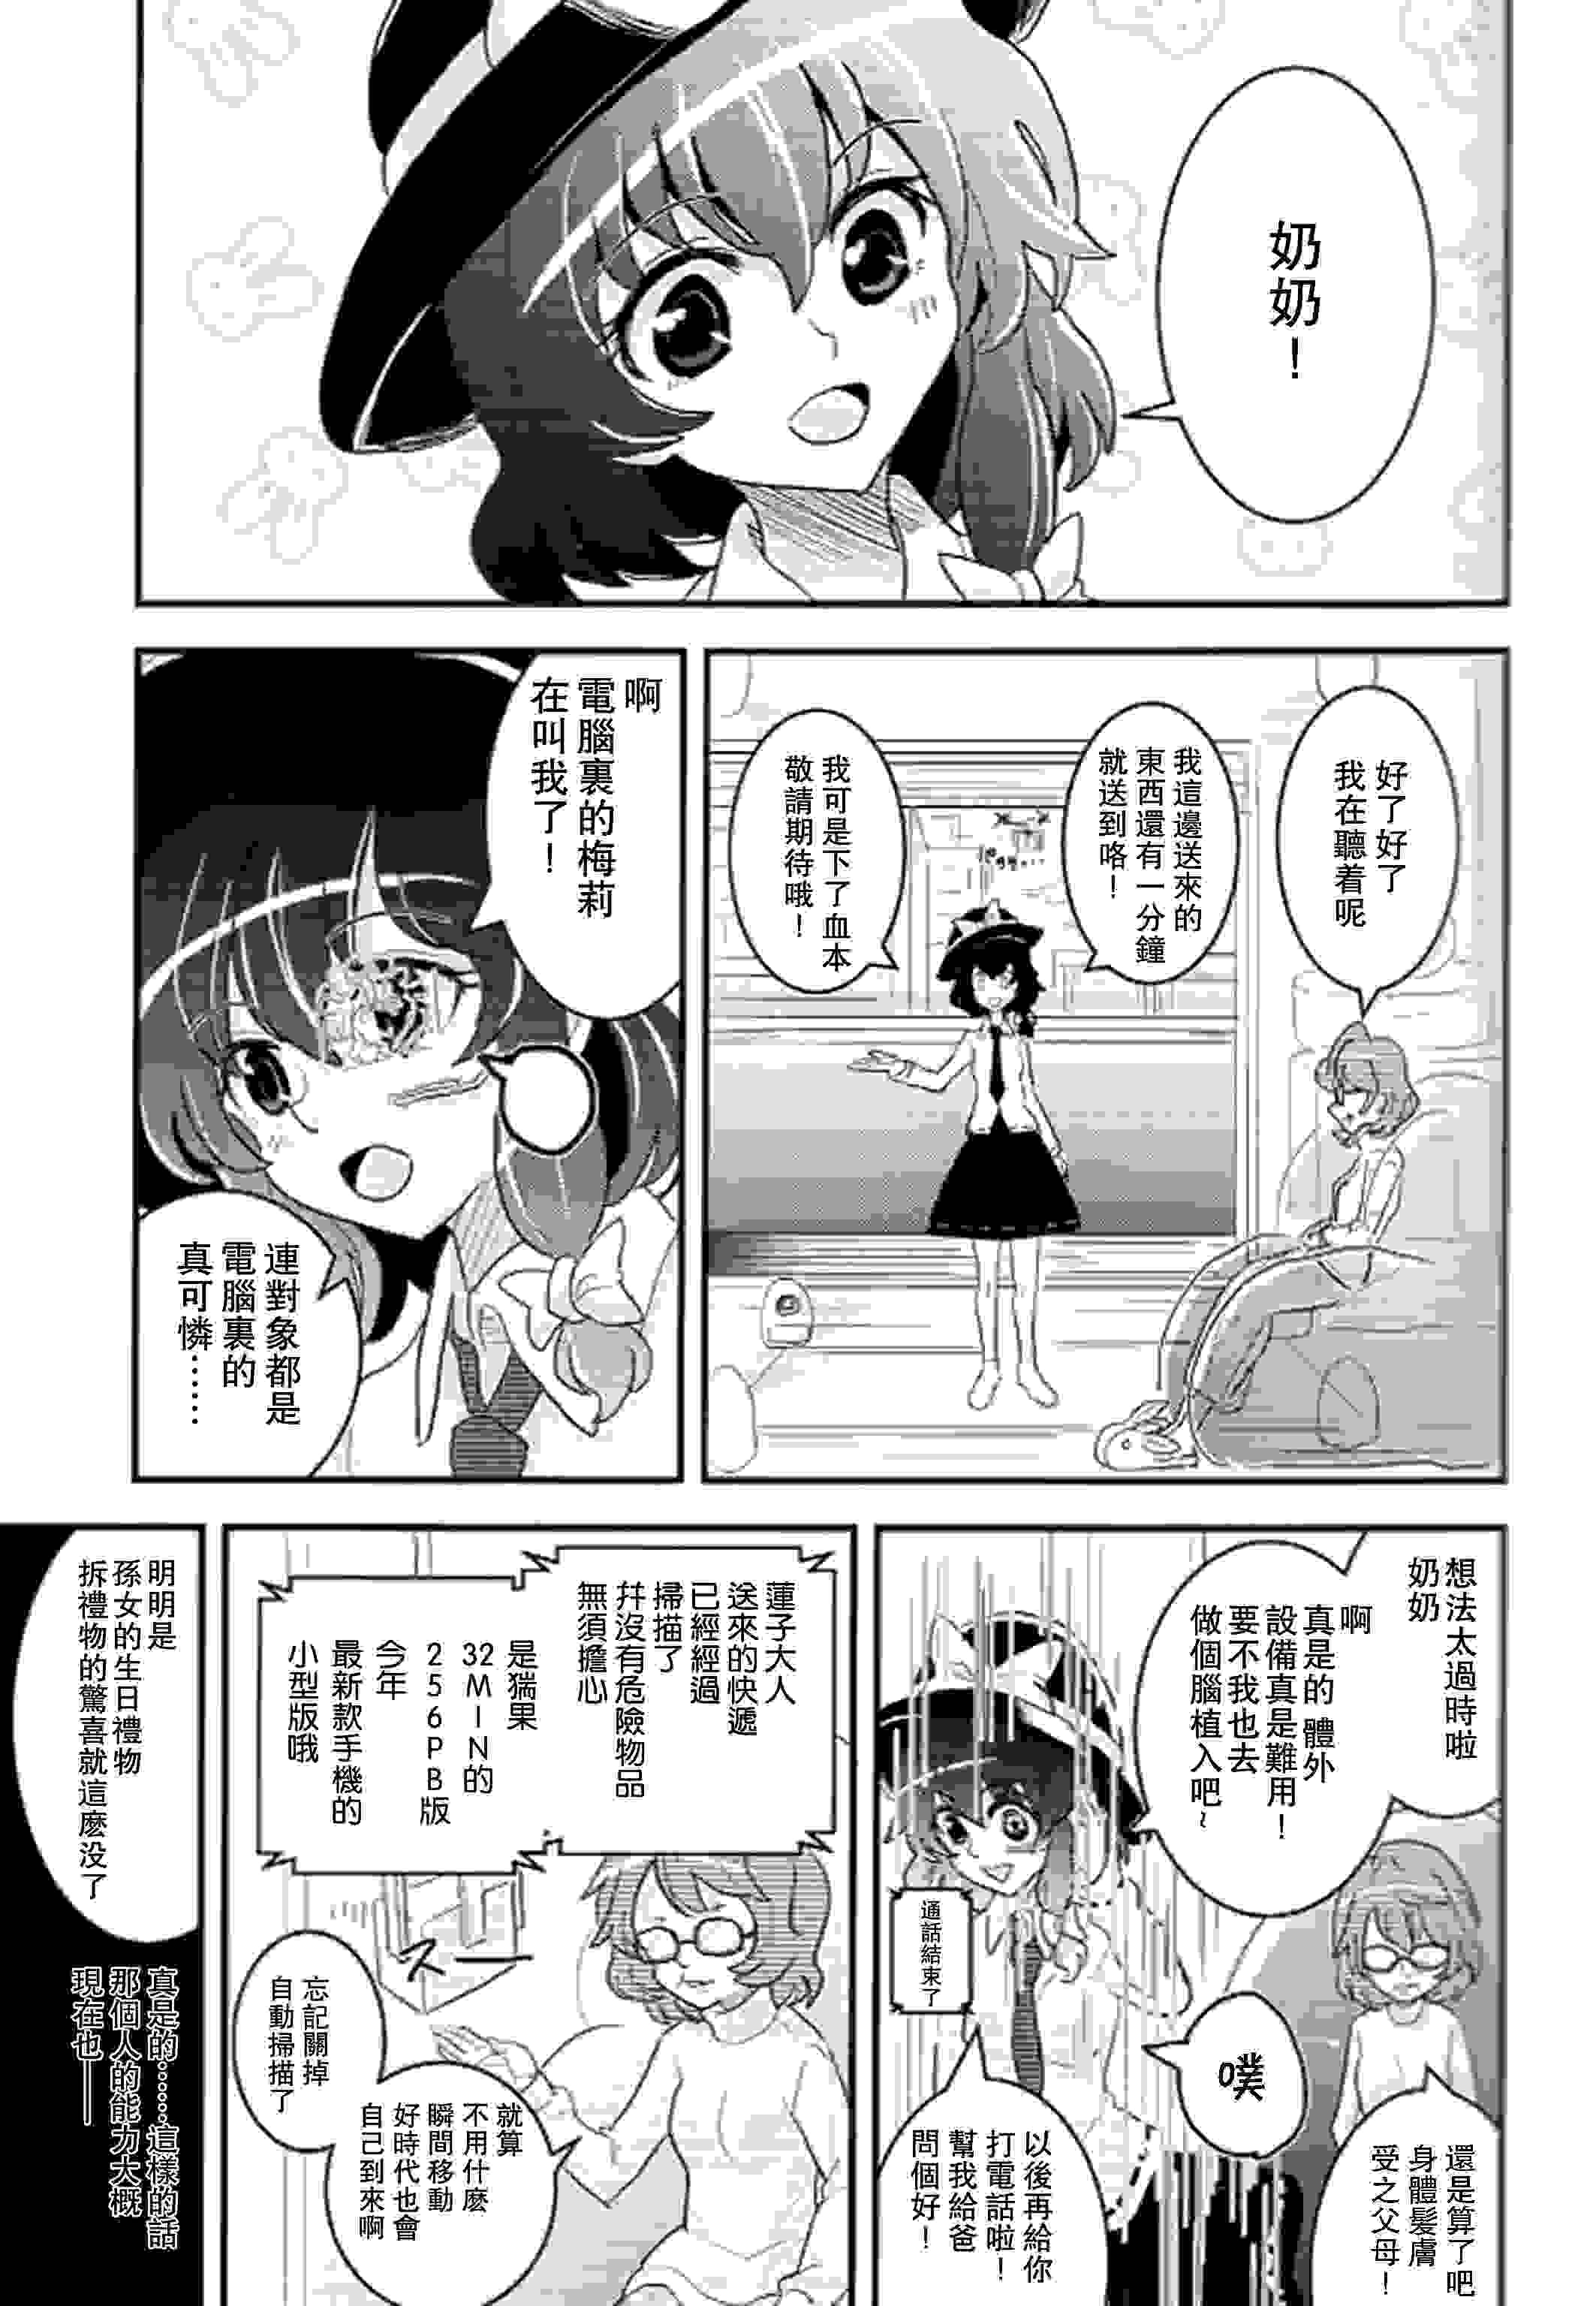 奶奶！
好了好了
我在聽着呢
我這邊送來的
東西還有一分鐘
就送到咯！
我可是下了血本
敬請期待哦！
啊
電腦裏的梅莉
在叫我了！
連對象都是
電腦裏的
真可憐……
想法太過時啦
奶奶
啊
真是的 體外
設備真是難用！
要不我也去
做個腦植入吧~
還是算了吧
身體髮膚
受之父母！
噗
以後再給你
打電話啦！
幫我給爸
問個好！
通話結束了
蓮子大人
送來的快遞
已經經過
掃描了
幷沒有危險物品
無須擔心
是猯果
32MIN的
256PB版
今年
最新款手機的
小型版哦
スー
忘記關掉
自動掃描了
就算
不用什麽
瞬間移動
好時代也會
自己到來啊
明明是
孫女的生日禮物
拆禮物的驚喜就這麽没了
真是的……這樣的話
那個人的能力大概
現在也——